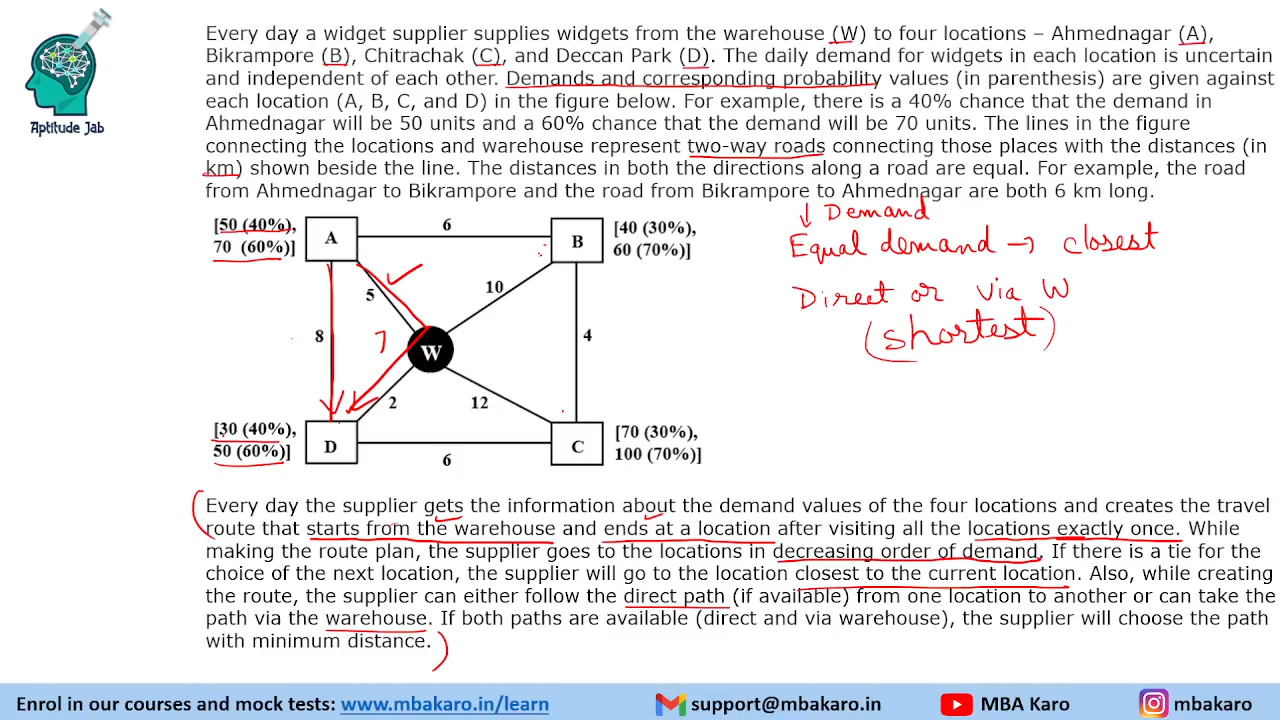 Every day a widget supplier supplies widgets from the warehouse (W) to four locations – Ahmednagar (A),
Bikrampore (B), Chitrachak (C), and Deccan Park (D). The daily demand for widgets in each location is uncertain
and independent of each other. Demands and corresponding probability values (in parenthesis) are given against
each location (A, B, C, and D) in the figure below. For example, there is a 40% chance that the demand in
Ahmednagar will be 50 units and a 60% chance that the demand will be 70 units. The lines in the figure
connecting the locations and warehouse represent two-way roads connecting those places with the distances (in
km) shown beside the line. The distances in both the directions along a road are equal. For example, the road
from Ahmednagar to Bikrampore and the road from Bikrampore to Ahmednagar are both 6 km long.
Aptitude Jab
↓ Demand
Equal demand → closest
Direct or via W
(shortest)
[50 (40%),
70 (60%)]
A
6
B
[40 (30%),
60 (70%)]
5
10
8
7
W
4
2
12
[30 (40%),
50 (60%)]
D
6
C
[70 (30%),
100 (70%)]
Every day the supplier gets the information about the demand values of the four locations and creates the travel
route that starts from the warehouse and ends at a location after visiting all the locations exactly once. While
making the route plan, the supplier goes to the locations in decreasing order of demand. If there is a tie for the
choice of the next location, the supplier will go to the location closest to the current location. Also, while creating
the route, the supplier can either follow the direct path (if available) from one location to another or can take the
path via the warehouse. If both paths are available (direct and via warehouse), the supplier will choose the path
with minimum distance.
Enrol in our courses and mock tests: www.mbakaro.in/learn
support@mbakaro.in
MBA Karo
mbakaro